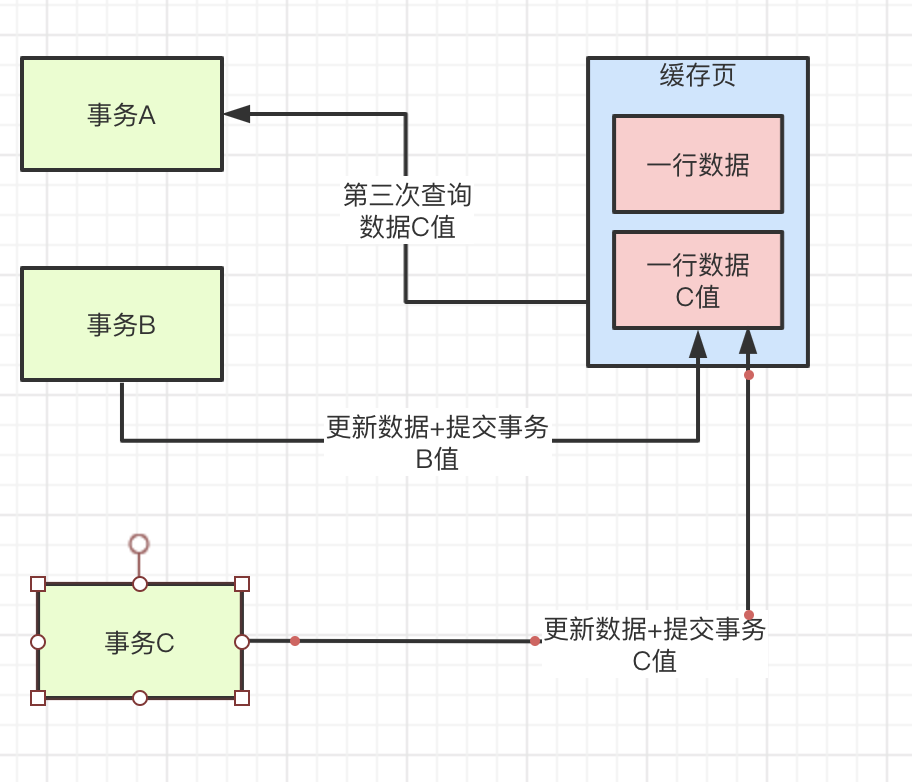 缓存页
事务A
一行数据
第三次查询
数据C值
一行数据
C值
事务B
更新数据+提交事务
B值
事务C
更新数据+提交事务
C值